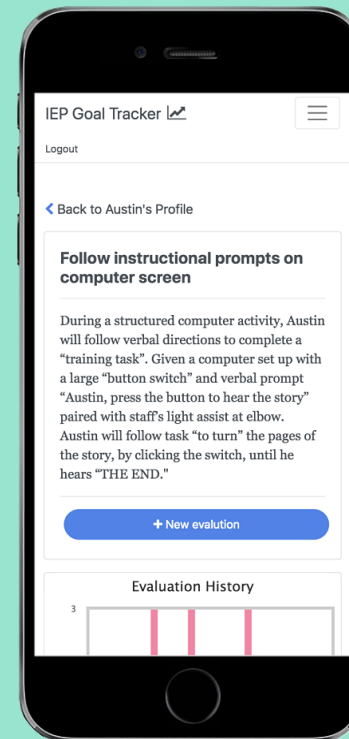 IEP Goal Tracker
Logout
Back to Austin's Profile
Follow instructional prompts on
computer screen
During a structured computer activity, Austin
will follow verbal directions to complete a
“training task”. Given a computer set up with
a large “button switch” and verbal prompt
“Austin, press the button to hear the story”
paired with staff’s light assist at elbow.
Austin will follow task “to turn” the pages of
the story, by clicking the switch, until he
hears “THE END."
+ New evalution
Evaluation History
3